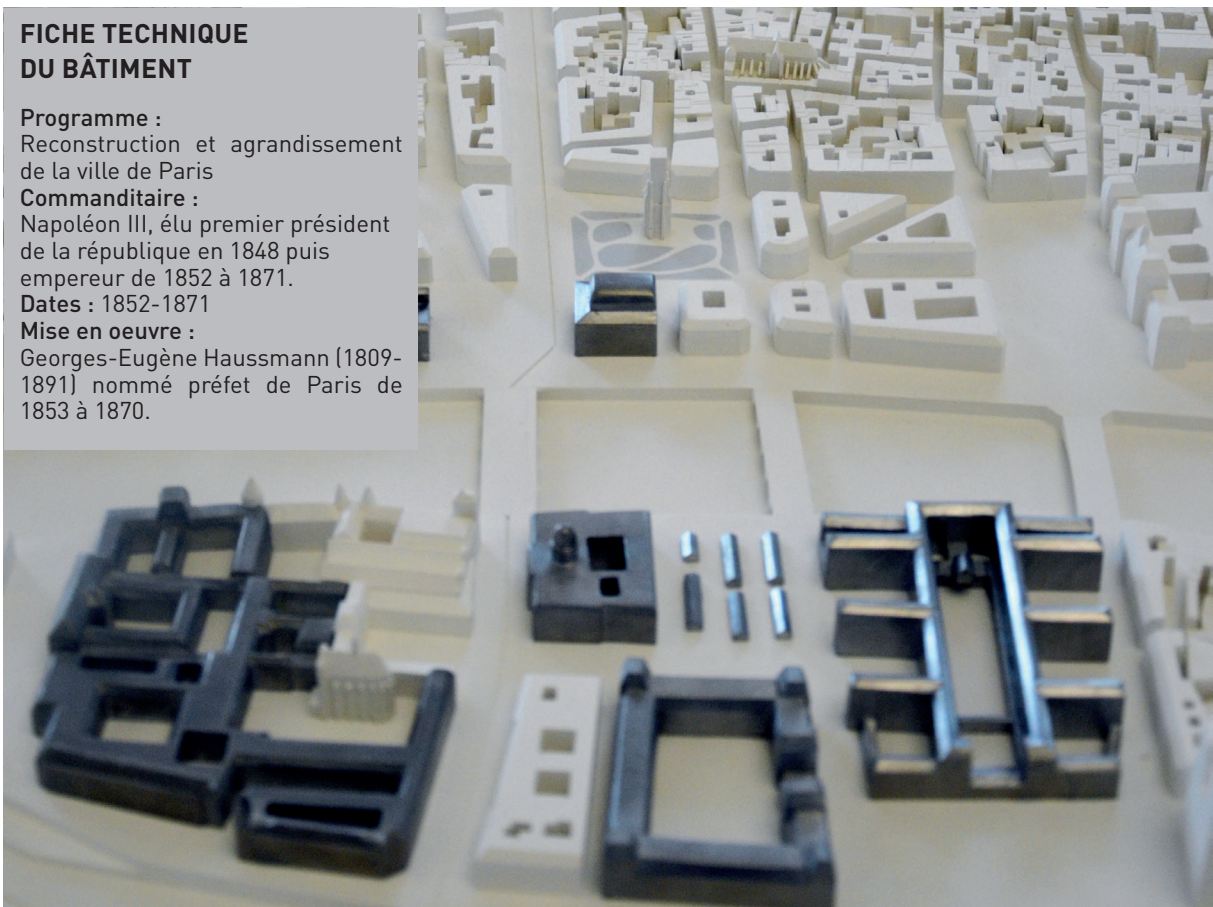 FICHE TECHNIQUE
DU BÂTIMENT
Programme :
Reconstruction et agrandissement
de la ville de Paris
Commanditaire :
Napoléon III, élu premier président
de la république en 1848 puis
empereur de 1852 à 1871.
Dates : 1852-1871
Mise en oeuvre :
Georges-Eugène Haussmann (1809-
1891) nommé préfet de Paris de
1853 à 1870.